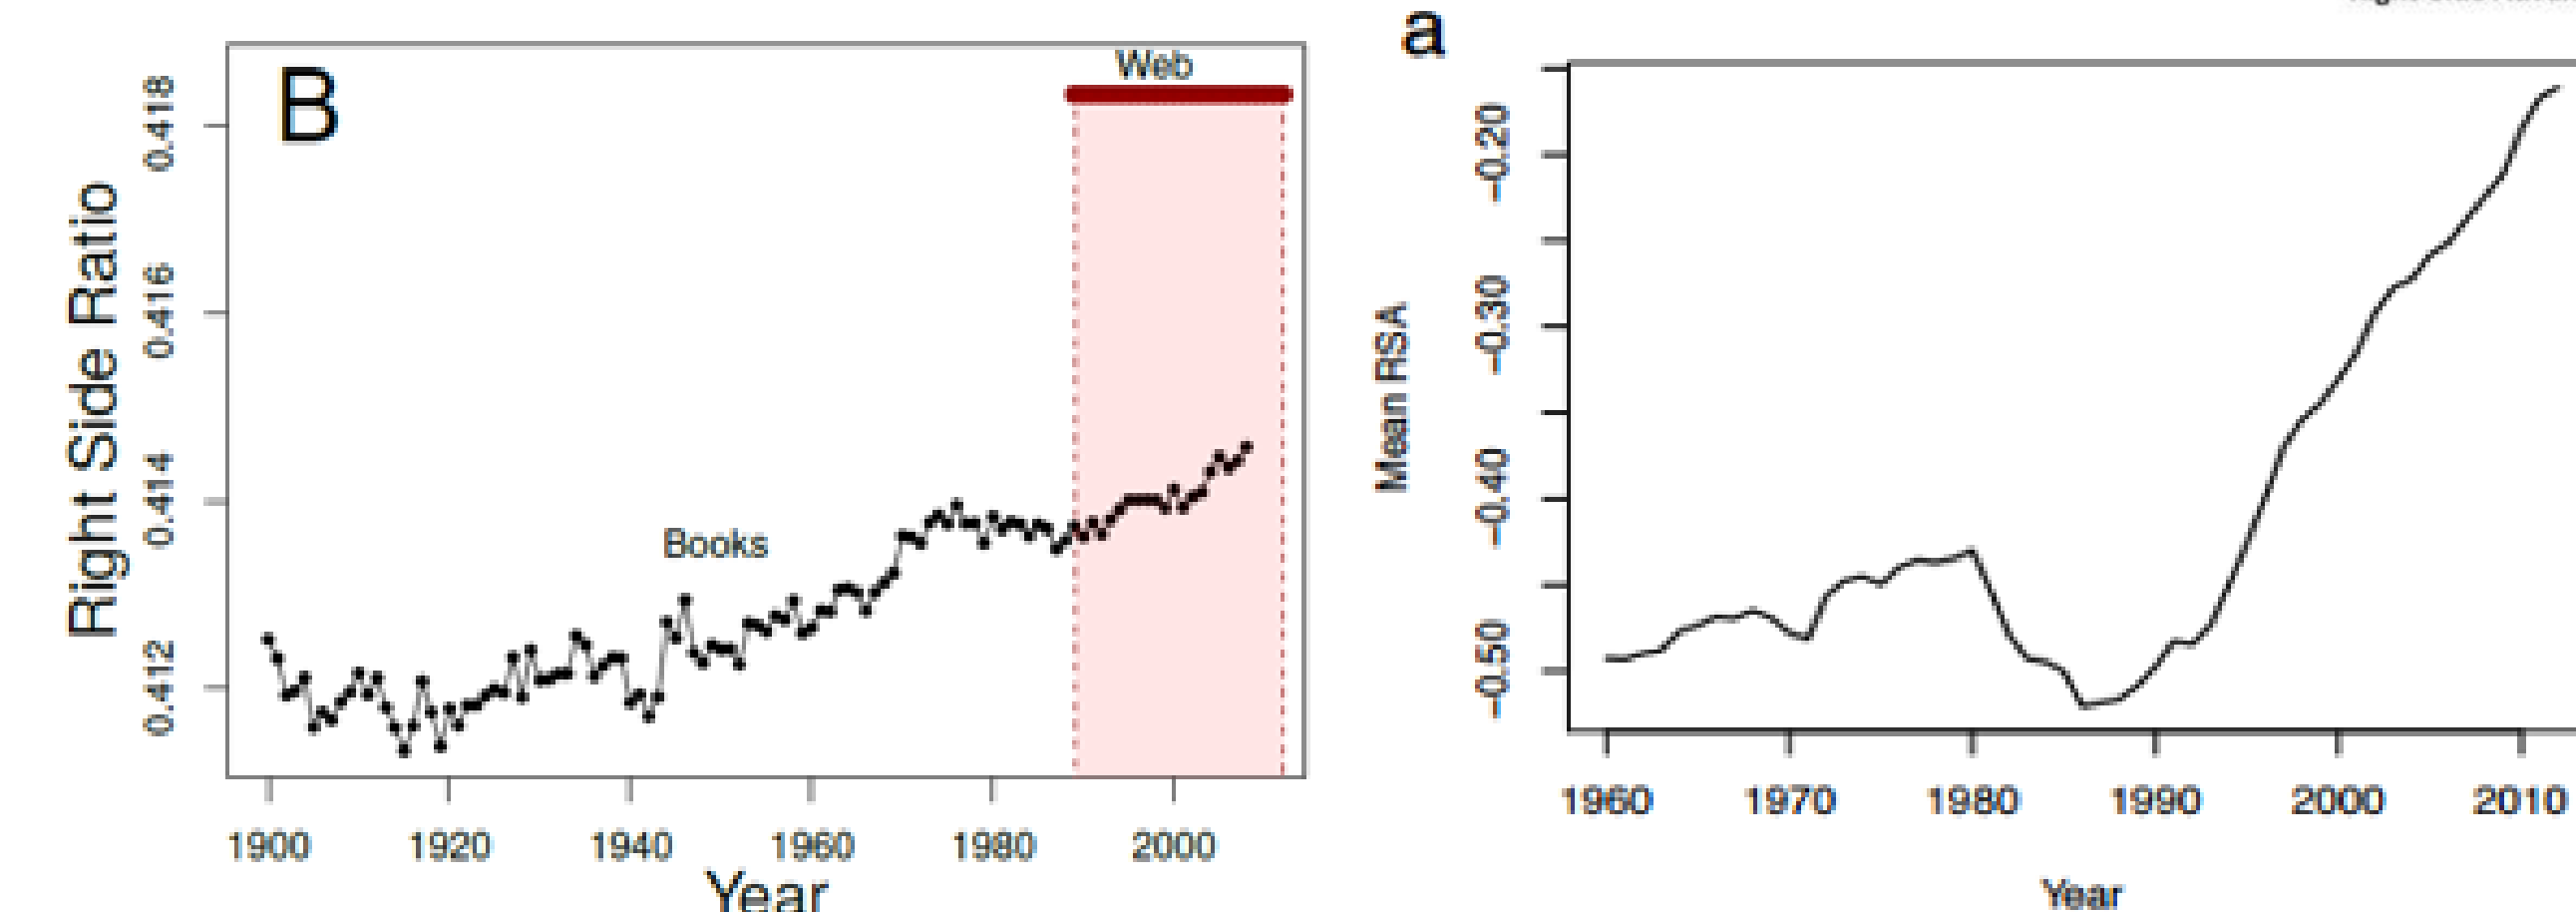 B
Web
Books
0.418
0.416
0.414
0.412
Right Side Ratio
1900 1920 1940 1960 1980 2000
Year
a
−0.20
−0.30
−0.40
−0.50
Mean RSA
1960 1970 1980 1990 2000 2010
Year